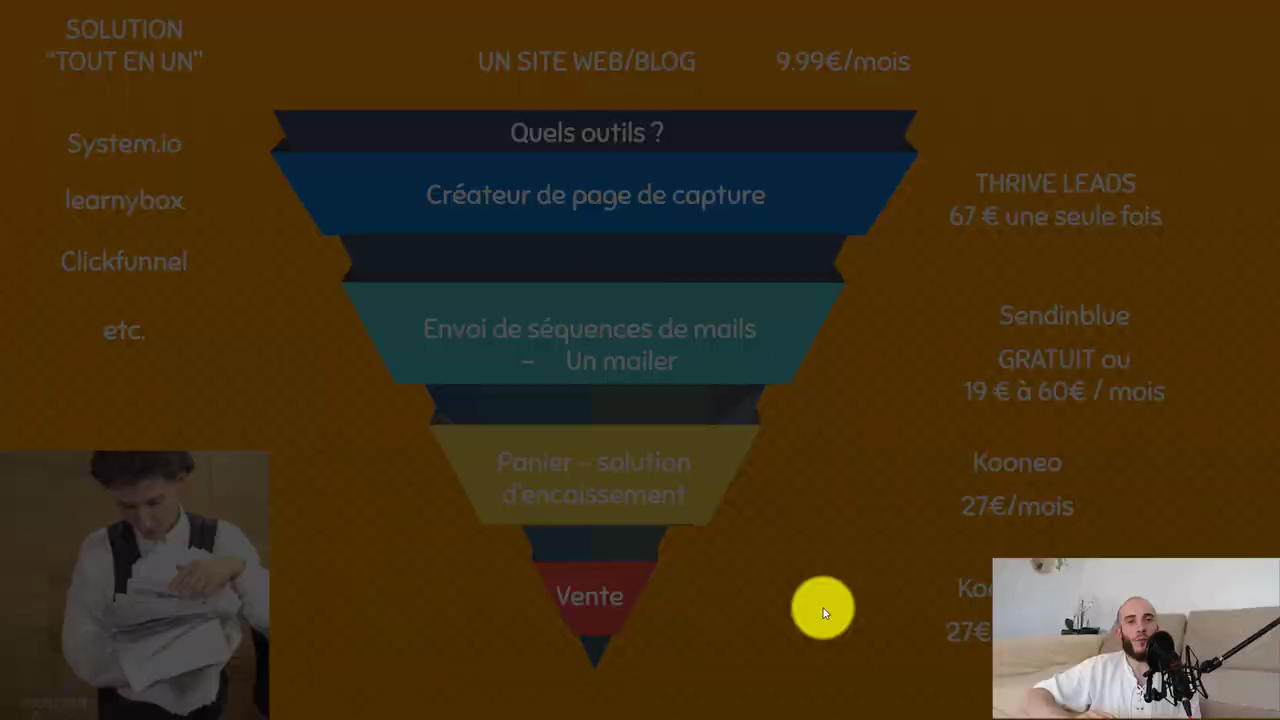 SOLUTION
“TOUT EN UN”
UN SITE WEB/BLOG 9.99€/mois
System.io
learnybox
Clickfunnel
etc.
Quels outils ?
Créateur de page de capture
Envoi de séquences de mails
- Un mailer
Panier - solution
d'encaissement
Vente
THRIVE LEADS
67 € une seule fois
Sendinblue
GRATUIT ou
19 € à 60€ / mois
Kooneo
27€/mois
27€